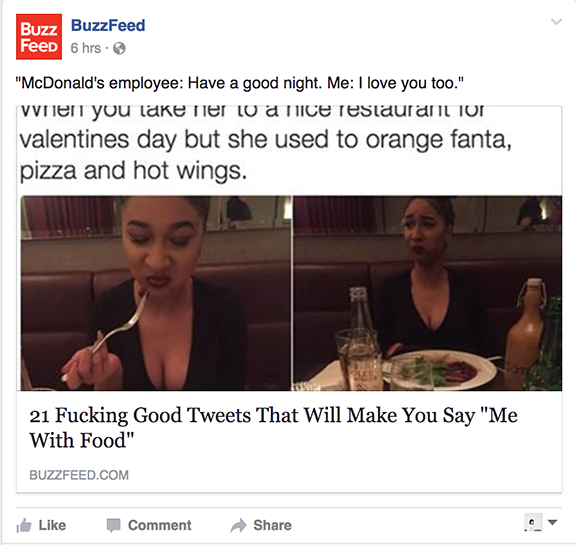 Buzz
FeeD
BuzzFeed
6 hrs ·
"McDonald's employee: Have a good night. Me: I love you too."
When you take her to a nice restaurant for
valentines day but she used to orange fanta,
pizza and hot wings.
21 Fucking Good Tweets That Will Make You Say "Me
With Food"
BUZZFEED.COM
Like
Comment
Share